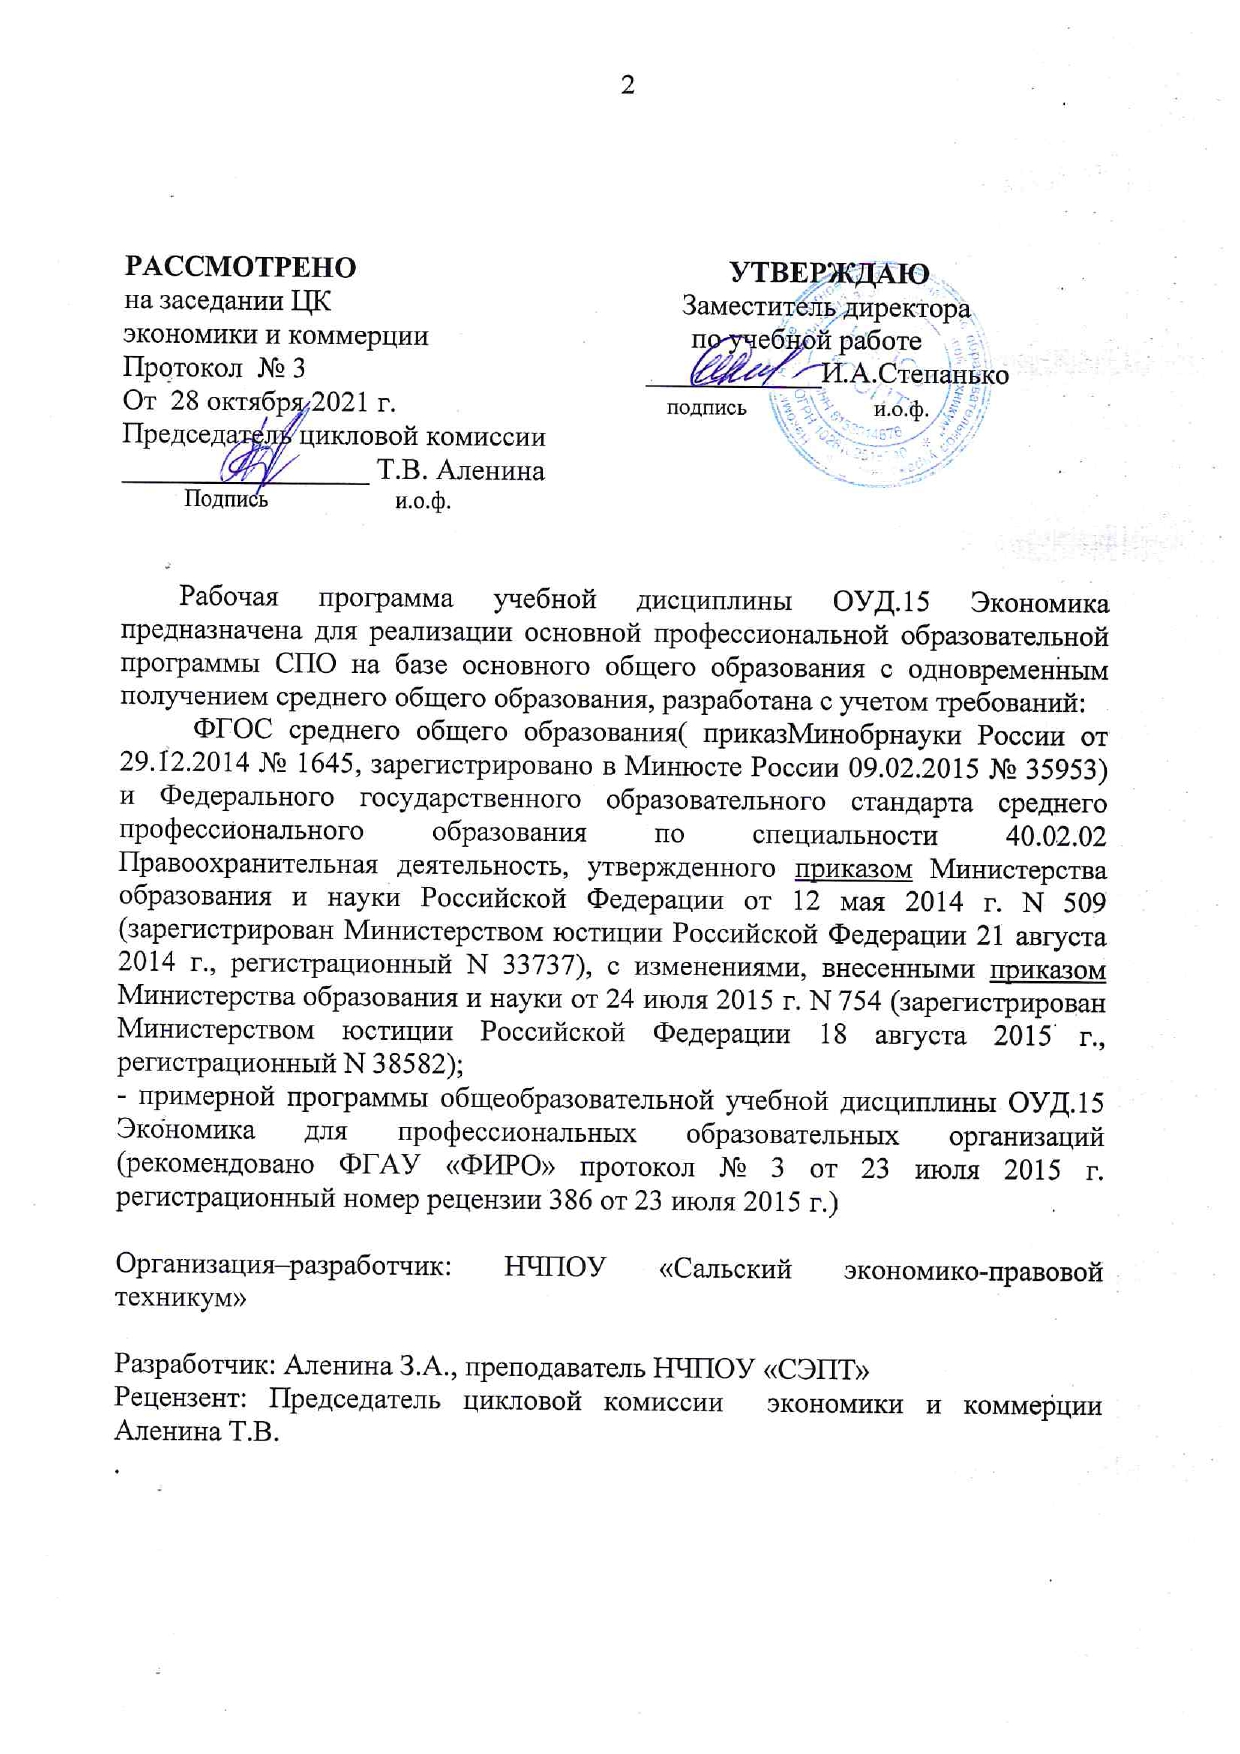 2
РАССМОТРЕНО
на заседании ЦК
экономики и коммерции
Протокол № 3
От 28 октября 2021 г.
Председатель цикловой комиссии
Т.В. Аленина
Подпись и.о.ф.
УТВЕРЖДАЮ
Заместитель директора
по учебной работе
И.А.Степанько
подпись и.о.ф.
Рабочая программа учебной дисциплины ОУД.15 Экономика
предназначена для реализации основной профессиональной образовательной
программы СПО на базе основного общего образования с одновременным
получением среднего общего образования, разработана с учетом требований:
ФГОС среднего общего образования( приказМинобрнауки России от
29.12.2014 № 1645, зарегистрировано в Минюсте России 09.02.2015 № 35953)
и Федерального государственного образовательного стандарта среднего
профессионального образования по специальности 40.02.02
Правоохранительная деятельность, утвержденного приказом Министерства
образования и науки Российской Федерации от 12 мая 2014 г. N 509
(зарегистрирован Министерством юстиции Российской Федерации 21 августа
2014 г., регистрационный N 33737), с изменениями, внесенными приказом
Министерства образования и науки от 24 июля 2015 г. N 754 (зарегистрирован
Министерством юстиции Российской Федерации 18 августа 2015 г.,
регистрационный N 38582);
- примерной программы общеобразовательной учебной дисциплины ОУД.15
Экономика для профессиональных образовательных организаций
(рекомендовано ФГАУ «ФИРО» протокол № 3 от 23 июля 2015 г.
регистрационный номер рецензии 386 от 23 июля 2015 г.)
Организация–разработчик: НЧПОУ «Сальский экономико-правовой
техникум»
Разработчик: Аленина З.А., преподаватель НЧПОУ «СЭПТ»
Рецензент: Председатель цикловой комиссии экономики и коммерции
Аленина Т.В.
.